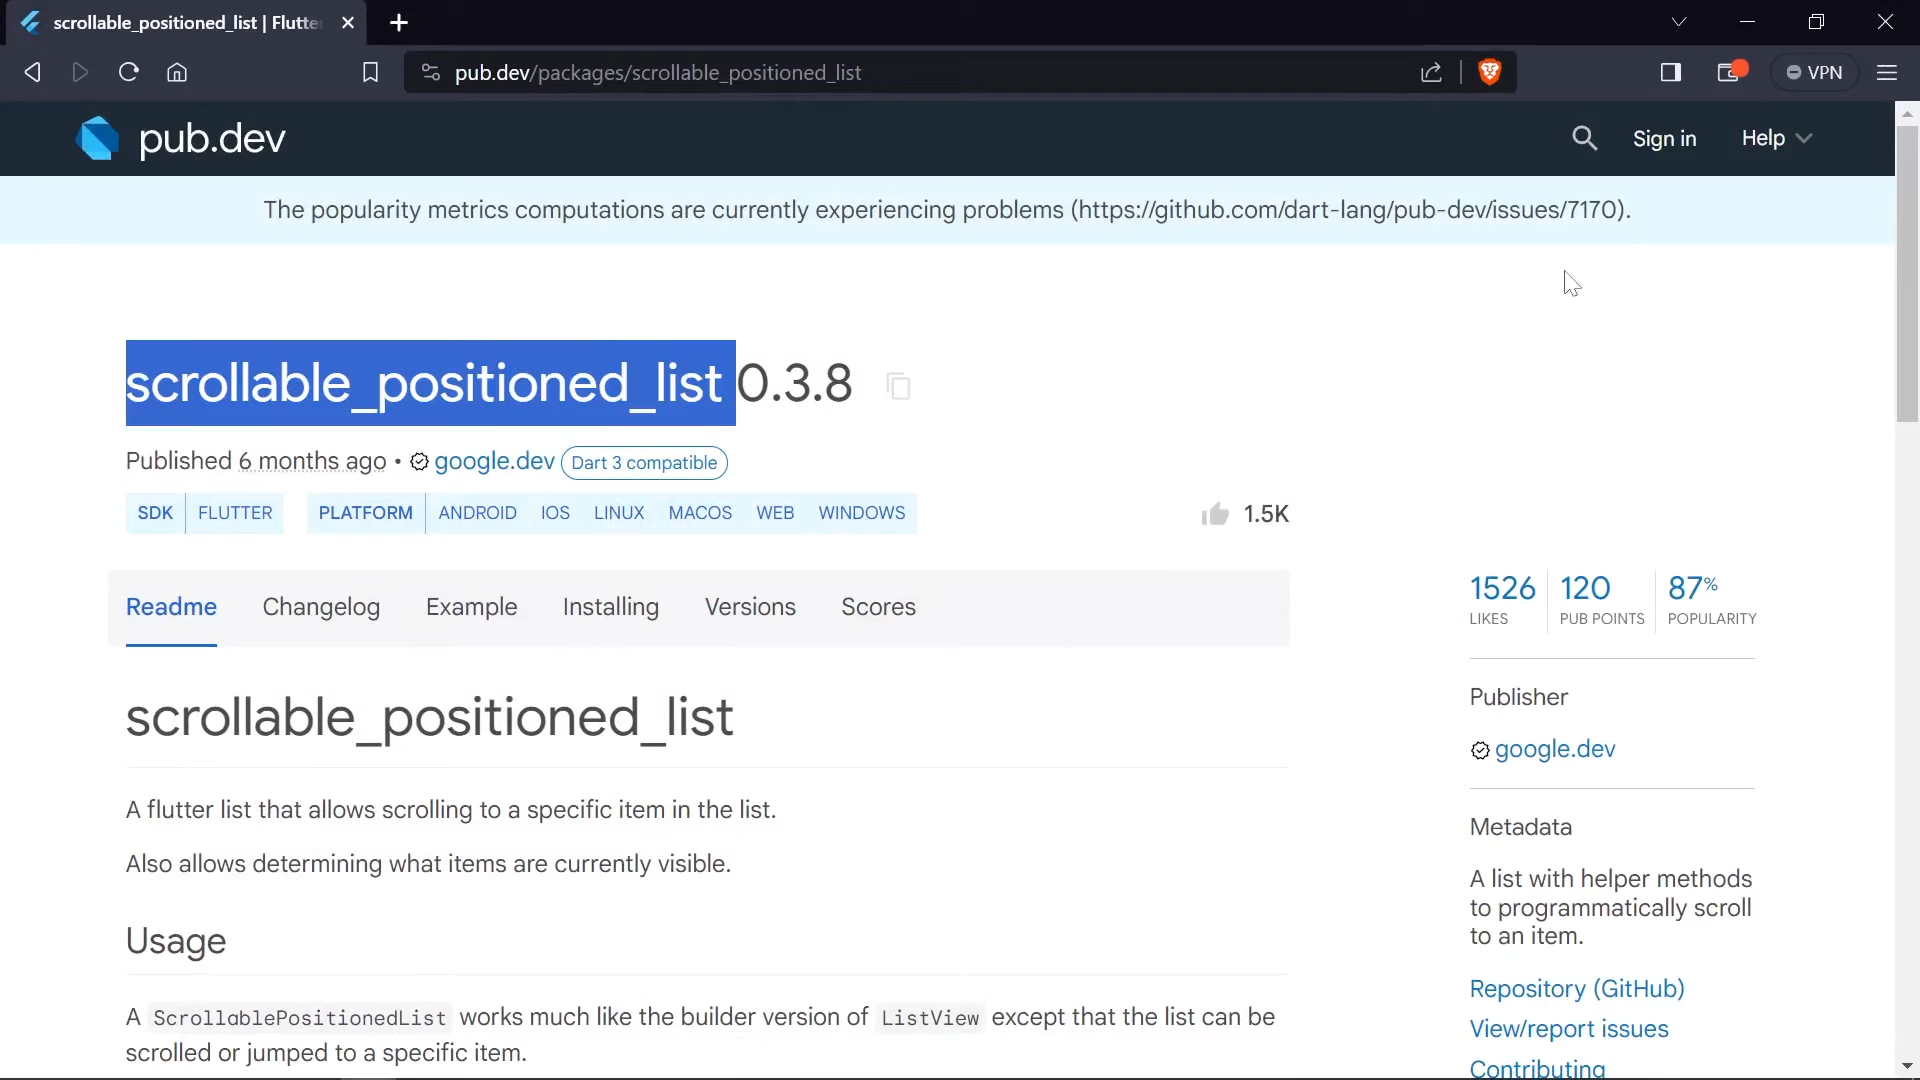 scrollable_positioned_list | Flutte
pub.dev/packages/scrollable_positioned_list
VPN
pub.dev
Sign in
Help
The popularity metrics computations are currently experiencing problems (https://github.com/dart-lang/pub-dev/issues/7170).
scrollable_positioned_list 0.3.8
Published 6 months ago • google.dev Dart 3 compatible
SDK FLUTTER PLATFORM ANDROID IOS LINUX MACOS WEB WINDOWS
1.5K
Readme Changelog Example Installing Versions Scores
scrollable_positioned_list
A flutter list that allows scrolling to a specific item in the list.
Also allows determining what items are currently visible.
Usage
A ScrollablePositionedList works much like the builder version of ListView except that the list can be
scrolled or jumped to a specific item.
1526 120 87%
LIKES PUB POINTS POPULARITY
Publisher
google.dev
Metadata
A list with helper methods
to programmatically scroll
to an item.
Repository (GitHub)
View/report issues
Contributing